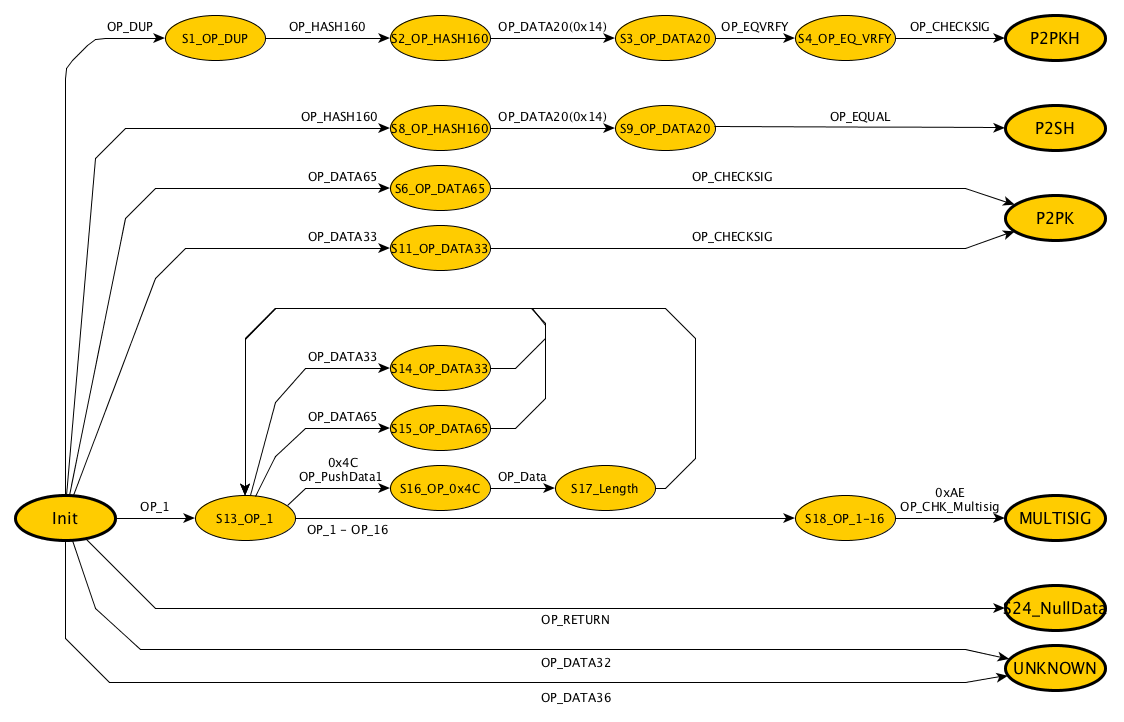 OP_DUP
S1_OP_DUP
OP_HASH160
S2_OP_HASH160
OP_DATA20(0x14)
S3_OP_DATA20
OP_EQVRFY
S4_OP_EQ_VRFY
OP_CHECKSIG
P2PKH
OP_HASH160
S8_OP_HASH160
OP_DATA20(0x14)
S9_OP_DATA20
OP_EQUAL
P2SH
OP_DATA65
S6_OP_DATA65
OP_CHECKSIG
P2PK
OP_DATA33
S11_OP_DATA33
OP_CHECKSIG
OP_DATA33
S14_OP_DATA33
OP_DATA65
S15_OP_DATA65
0x4C
OP_PushData1
S16_OP_0x4C
OP_Data
S17_Length
Init
OP_1
S13_OP_1
OP_1 - OP_16
S18_OP_1-16
0xAE
OP_CHK_Multisig
MULTISIG
OP_RETURN
S24_NullData
OP_DATA32
UNKNOWN
OP_DATA36